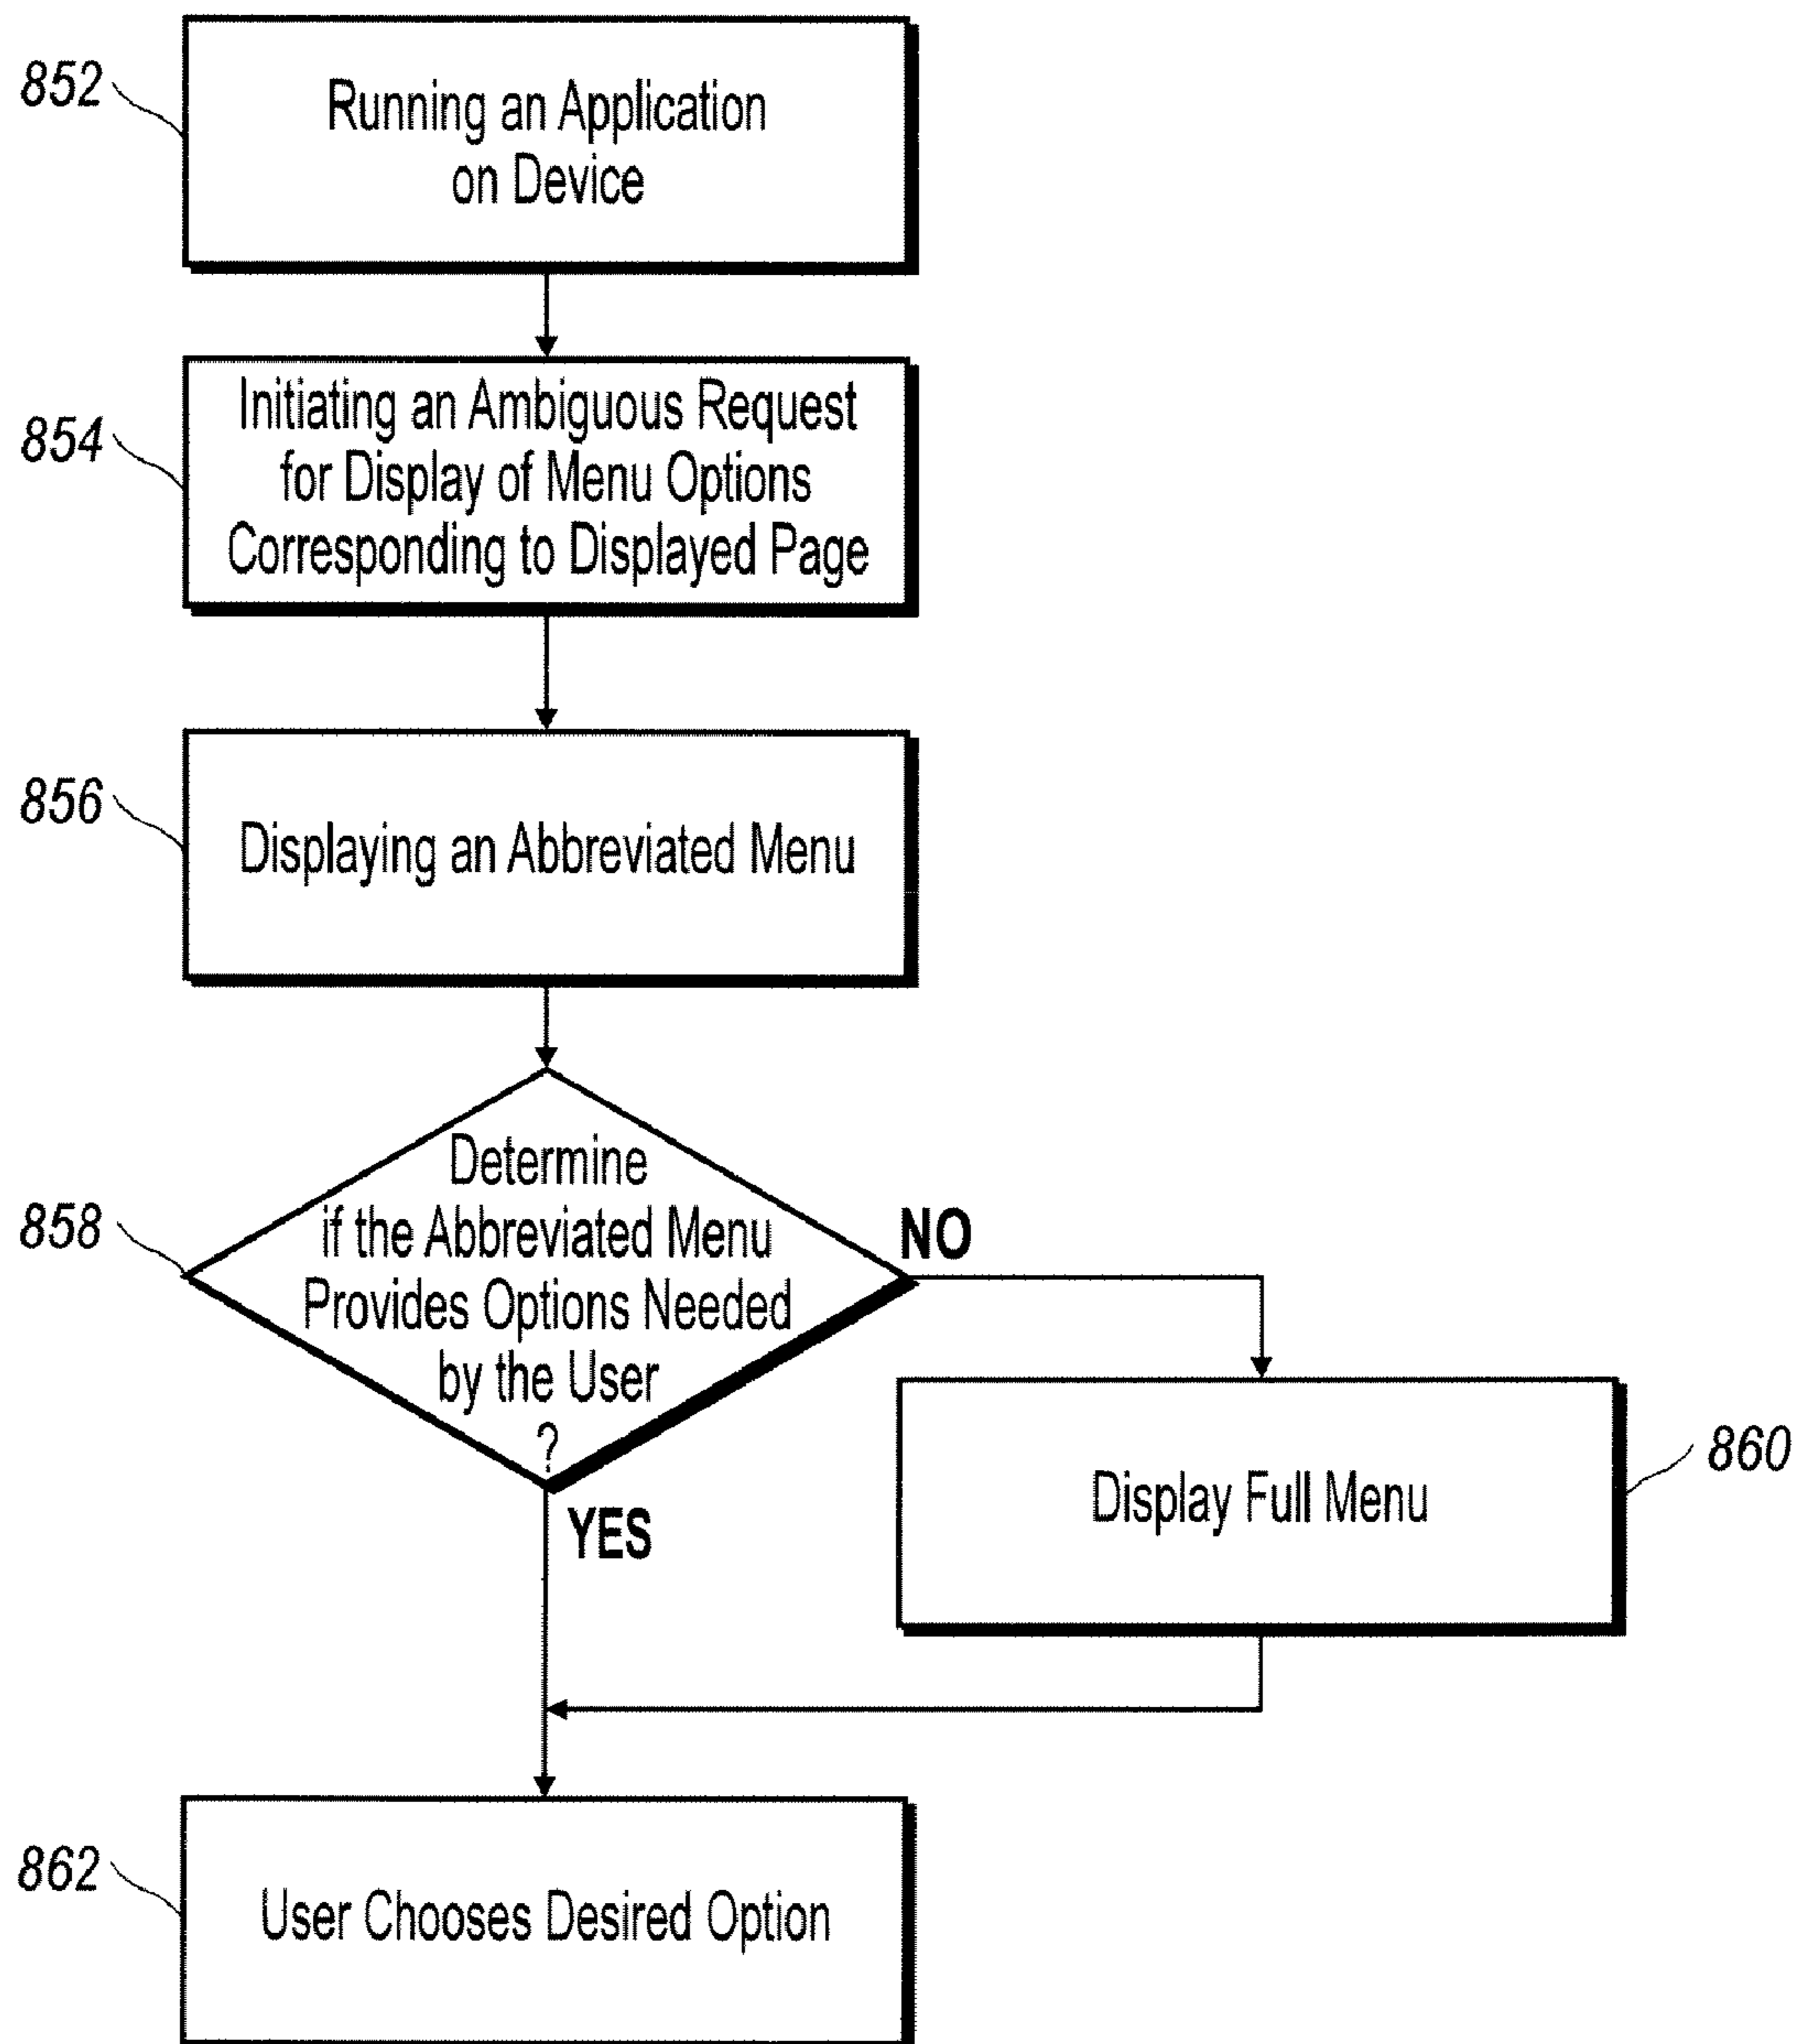 852
Running an Application
on Device
854
Initiating an Ambiguous Request
for Display of Menu Options
Corresponding to Displayed Page
856
Displaying an Abbreviated Menu
858
Determine
if the Abbreviated Menu
Provides Options Needed
by the User
?
NO
YES
860
Display Full Menu
862
User Chooses Desired Option